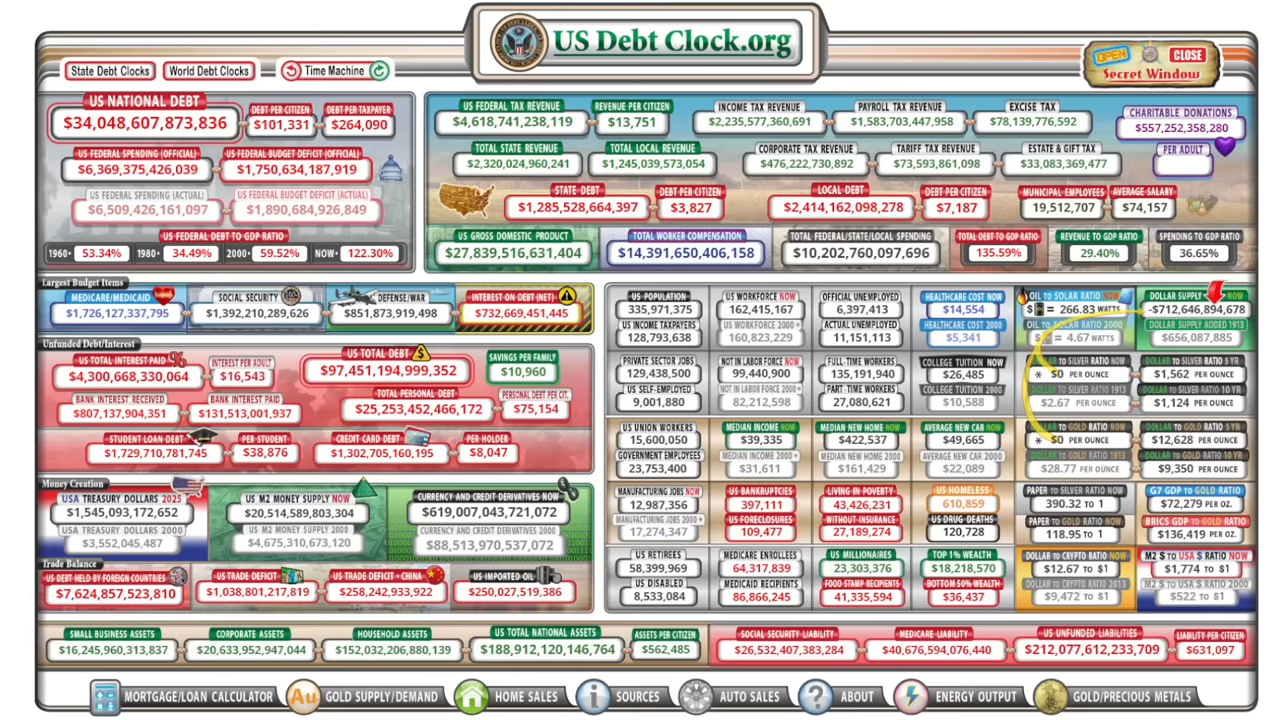 US Debt Clock.org
State Debt Clocks
World Debt Clocks
Time Machine
OPEN
CLOSE
Secret Window
US NATIONAL DEBT
$34,048,607,873,836
DEBT PER CITIZEN
$101,331
DEBT PER TAXPAYER
$264,090
US FEDERAL SPENDING (OFFICIAL)
$6,369,375,426,039
US FEDERAL BUDGET DEFICIT (OFFICIAL)
$1,750,634,187,919
US FEDERAL SPENDING (ACTUAL)
$6,509,426,161,097
US FEDERAL BUDGET DEFICIT (ACTUAL)
$1,890,684,926,849
US FEDERAL DEBT TO GDP RATIO
1960• 53.34% 1980• 34.49% 2000• 59.52% NOW• 122.30%
US FEDERAL TAX REVENUE
$4,618,741,238,119
REVENUE PER CITIZEN
$13,751
INCOME TAX REVENUE
$2,235,577,360,691
PAYROLL TAX REVENUE
$1,583,703,447,958
EXCISE TAX
$78,139,776,592
CHARITABLE DONATIONS
$557,252,358,280
TOTAL STATE REVENUE
$2,320,024,960,241
TOTAL LOCAL REVENUE
$1,245,039,573,054
CORPORATE TAX REVENUE
$476,222,730,892
TARIFF TAX REVENUE
$73,593,861,098
ESTATE & GIFT TAX
$33,083,369,477
PER ADULT
STATE DEBT
$1,285,528,664,397
DEBT PER CITIZEN
$3,827
LOCAL DEBT
$2,414,162,098,278
DEBT PER CITIZEN
$7,187
MUNICIPAL EMPLOYEES
19,512,707
AVERAGE SALARY
$74,157
US GROSS DOMESTIC PRODUCT
$27,839,516,631,404
TOTAL WORKER COMPENSATION
$14,391,650,406,158
TOTAL FEDERAL/STATE/LOCAL SPENDING
$10,202,760,097,696
TOTAL DEBT TO GDP RATIO
135.59%
REVENUE TO GDP RATIO
29.40%
SPENDING TO GDP RATIO
36.65%
Largest Budget Items
MEDICARE/MEDICAID
$1,726,127,337,795
SOCIAL SECURITY
$1,392,210,289,626
DEFENSE/WAR
$851,873,919,498
INTEREST ON DEBT (NET)
$732,669,451,445
Unfunded Debt/Interest
US TOTAL INTEREST PAID
$4,300,668,330,064
INTEREST PER ADULT
$16,543
US TOTAL DEBT
$97,451,194,999,352
SAVINGS PER FAMILY
$10,960
BANK INTEREST RECEIVED
$807,137,904,351
BANK INTEREST PAID
$131,513,001,937
TOTAL PERSONAL DEBT
$25,253,452,466,172
PERSONAL DEBT PER CIT.
$75,154
STUDENT LOAN DEBT
$1,729,710,781,745
PER STUDENT
$38,876
CREDIT CARD DEBT
$1,302,705,160,195
PER HOLDER
$8,047
Money Creation
USA TREASURY DOLLARS 2025
$1,545,093,172,652
USA TREASURY DOLLARS 2000
$3,552,045,487
US M2 MONEY SUPPLY NOW
$20,514,589,803,304
US M2 MONEY SUPPLY 2000
$4,675,310,673,120
CURRENCY AND CREDIT DERIVATIVES NOW
$619,007,043,721,072
CURRENCY AND CREDIT DERIVATIVES 2000
$88,513,970,537,072
Trade Balance
US DEBT HELD BY FOREIGN COUNTRIES
$7,624,857,523,810
US TRADE DEFICIT
$1,038,801,217,819
US TRADE DEFICIT • CHINA
$258,242,933,922
US IMPORTED OIL
$250,027,519,386
US POPULATION
335,971,375
US WORKFORCE NOW
162,415,167
OFFICIAL UNEMPLOYED
6,397,413
HEALTHCARE COST NOW
$14,554
OIL TO SOLAR RATIO NOW
$ = 266.83 WATTS
DOLLAR SUPPLY NOW
-$712,646,894,678
US INCOME TAXPAYERS
128,793,638
US WORKFORCE 2000
160,823,229
ACTUAL UNEMPLOYED
11,151,113
HEALTHCARE COST 2000
$5,341
OIL TO SOLAR RATIO 2000
$ = 4.67 WATTS
DOLLAR SUPPLY ADDED 1913
$656,087,885
PRIVATE SECTOR JOBS
129,438,500
NOT IN LABOR FORCE NOW
99,440,900
FULL-TIME WORKERS
135,191,940
COLLEGE TUITION NOW
$26,485
DOLLAR TO SILVER RATIO NOW
* $0 PER OUNCE
DOLLAR TO SILVER RATIO 5 YR
$1,562 PER OUNCE
US SELF-EMPLOYED
9,001,880
NOT IN LABOR FORCE 2000
82,212,598
PART-TIME WORKERS
27,080,621
COLLEGE TUITION 2000
$10,588
DOLLAR TO SILVER RATIO 1913
$2.67 PER OUNCE
DOLLAR TO SILVER RATIO 10 YR
$1,124 PER OUNCE
US UNION WORKERS
15,600,050
MEDIAN INCOME NOW
$39,335
MEDIAN NEW HOME NOW
$422,537
AVERAGE NEW CAR NOW
$49,665
DOLLAR TO GOLD RATIO NOW
* $0 PER OUNCE
DOLLAR TO GOLD RATIO 5 YR
$12,628 PER OUNCE
GOVERNMENT EMPLOYEES
23,753,400
MEDIAN INCOME 2000
$31,611
MEDIAN NEW HOME 2000
$161,429
AVERAGE NEW CAR 2000
$22,089
DOLLAR TO GOLD RATIO 1913
$28.77 PER OUNCE
DOLLAR TO GOLD RATIO 10 YR
$9,350 PER OUNCE
MANUFACTURING JOBS NOW
12,987,356
US BANKRUPTCIES
397,111
LIVING IN POVERTY
43,426,231
US HOMELESS
610,859
PAPER TO SILVER RATIO NOW
390.32 to 1
G7 GDP to GOLD RATIO
$72,279 PER OZ.
MANUFACTURING JOBS 2000
17,274,347
US FORECLOSURES
109,477
WITHOUT INSURANCE
27,189,274
US DRUG DEATHS
120,728
PAPER TO GOLD RATIO NOW
118.95 to 1
BRICS GDP to GOLD RATIO
$136,419 PER OZ.
US RETIREES
58,399,969
MEDICARE ENROLLEES
64,317,839
US MILLIONAIRES
23,303,376
TOP 1% WEALTH
$18,218,570
DOLLAR TO CRYPTO RATIO NOW
$12.67 to $1
M2 $ to USA $ RATIO NOW
$1,774 to $1
US DISABLED
8,533,084
MEDICAID RECIPIENTS
86,866,245
FOOD STAMP RECIPIENTS
41,335,594
BOTTOM 50% WEALTH
$36,437
DOLLAR TO CRYPTO RATIO 2013
$9,472 to $1
M2 $ to USA $ RATIO 2000
$522 to $1
SMALL BUSINESS ASSETS
$16,245,960,313,837
CORPORATE ASSETS
$20,633,952,947,044
HOUSEHOLD ASSETS
$152,032,206,880,139
US TOTAL NATIONAL ASSETS
$188,912,120,146,764
ASSETS PER CITIZEN
$562,485
SOCIAL SECURITY LIABILITY
$26,532,407,383,284
MEDICARE LIABILITY
$40,676,594,076,440
US UNFUNDED LIABILITIES
$212,077,612,233,709
LIABILITY PER CITIZEN
$631,097
MORTGAGE/LOAN CALCULATOR
Au GOLD SUPPLY/DEMAND
HOME SALES
SOURCES
AUTO SALES
ABOUT
ENERGY OUTPUT
GOLD/PRECIOUS METALS